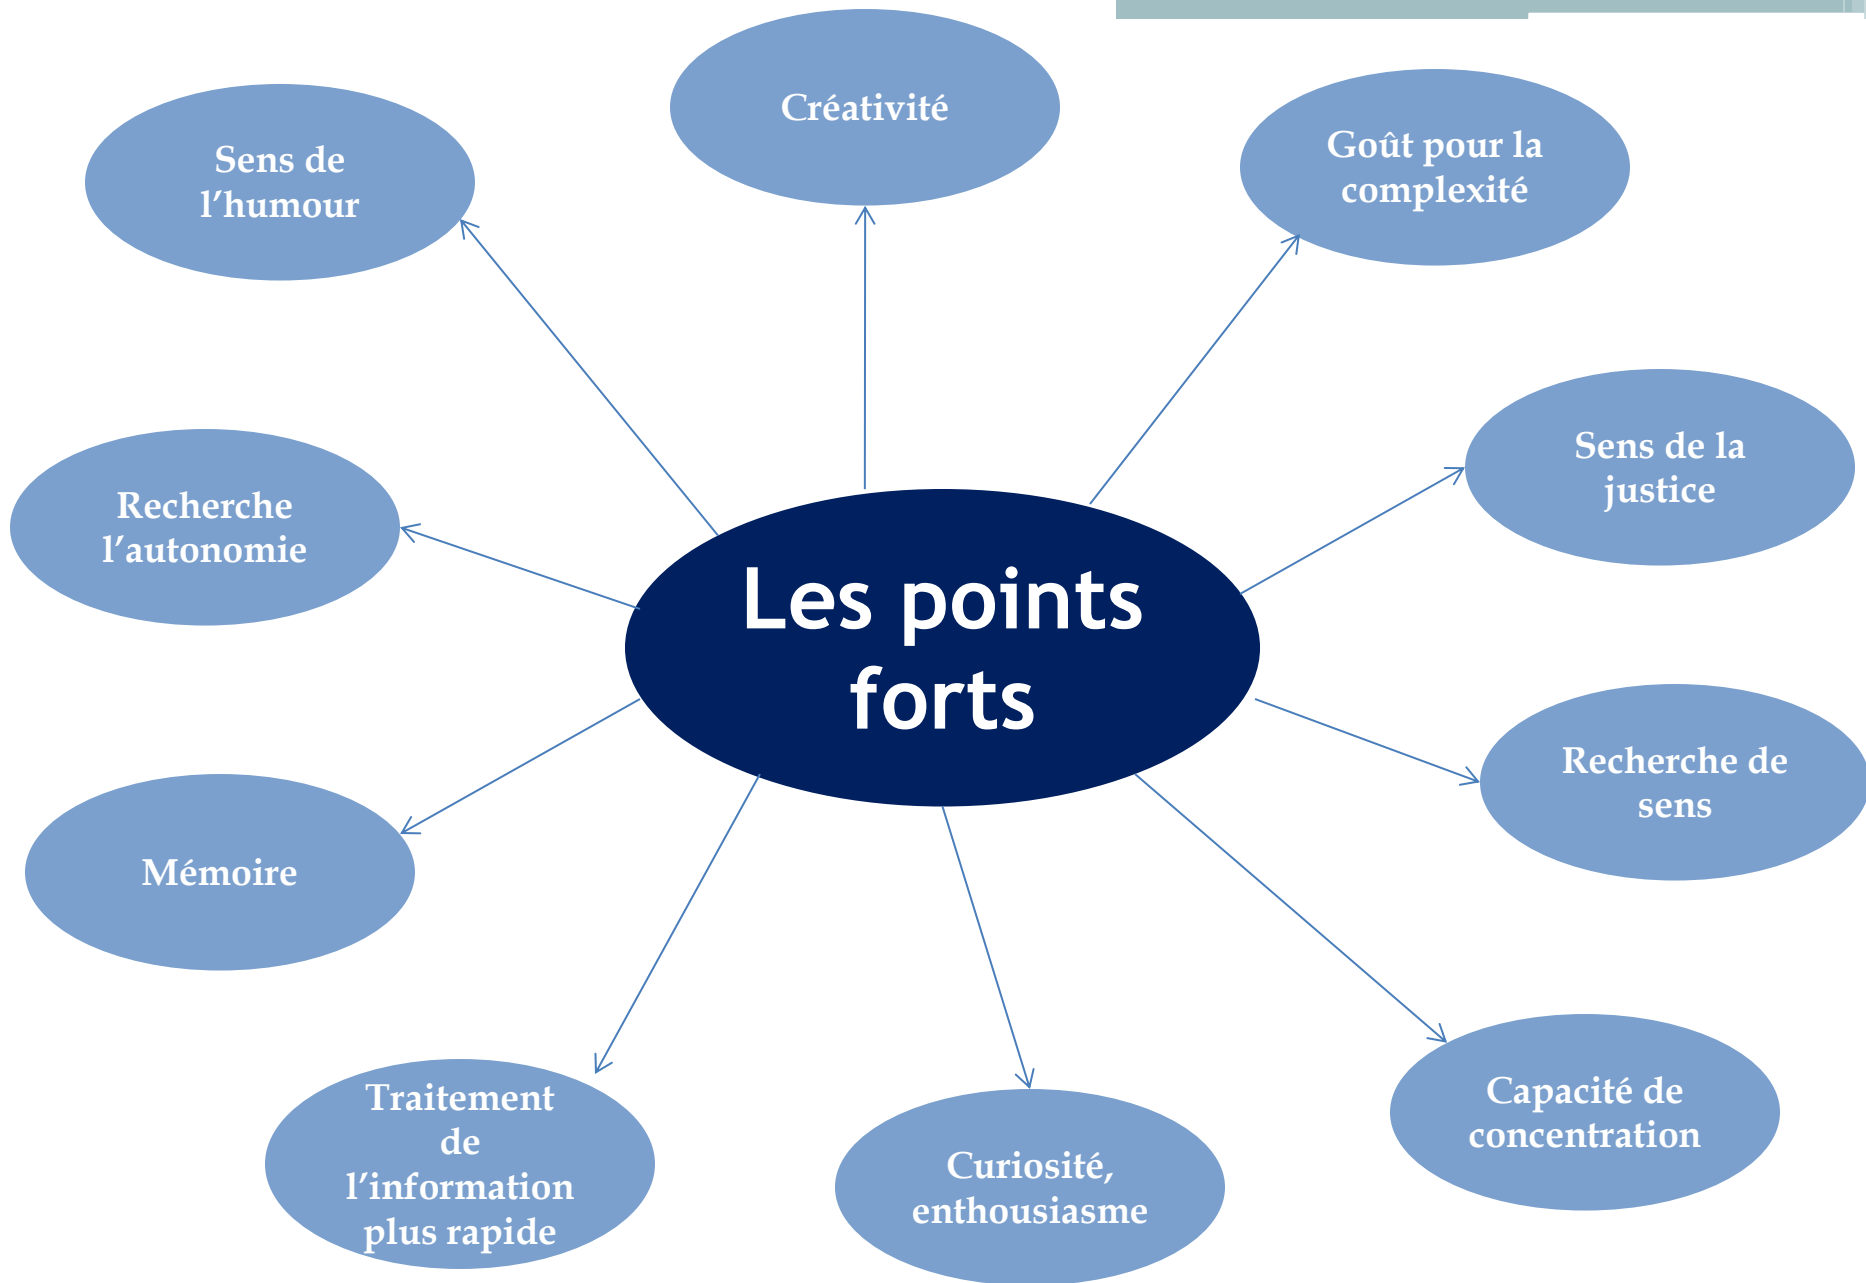 Créativité
Sens de
l’humour
Goût pour la
complexité
Sens de la
justice
Recherche
l’autonomie
Les points
forts
Recherche de
sens
Mémoire
Capacité de
concentration
Traitement
de
l’information
plus rapide
Curiosité,
enthousiasme